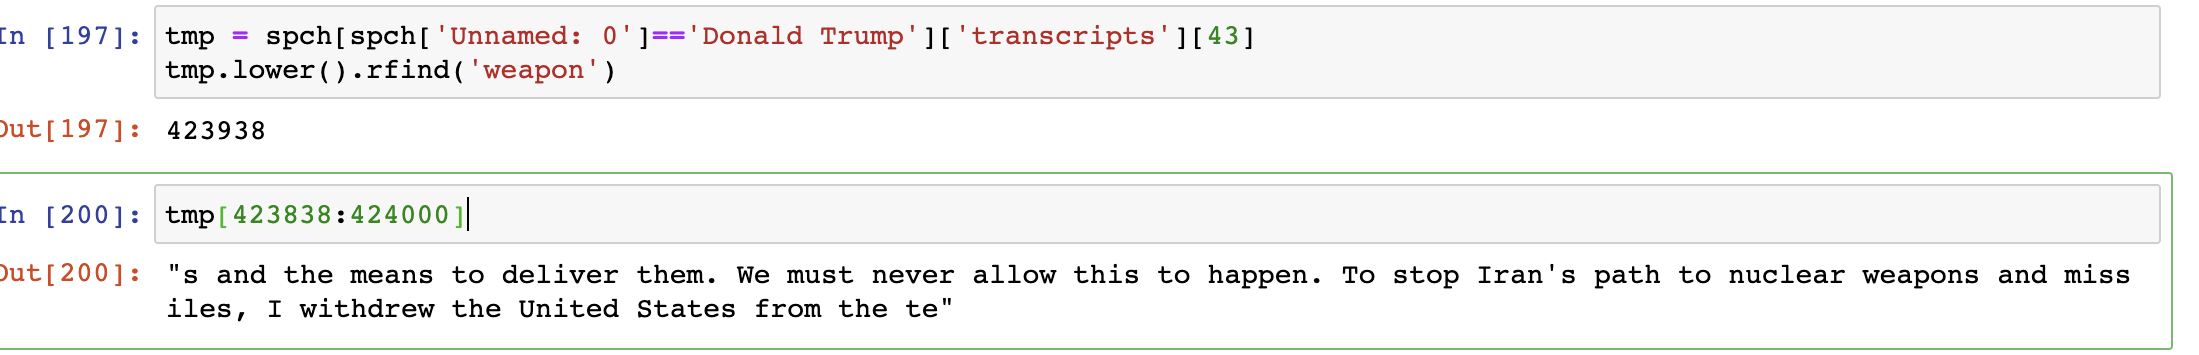 In [197]: tmp = spch[spch['Unnamed: 0']=='Donald Trump']['transcripts'][43]
tmp.lower().rfind('weapon')
Out[197]: 423938
In [200]: tmp[423838:424000]
Out[200]: "s and the means to deliver them. We must never allow this to happen. To stop Iran's path to nuclear weapons and miss
iles, I withdrew the United States from the te"